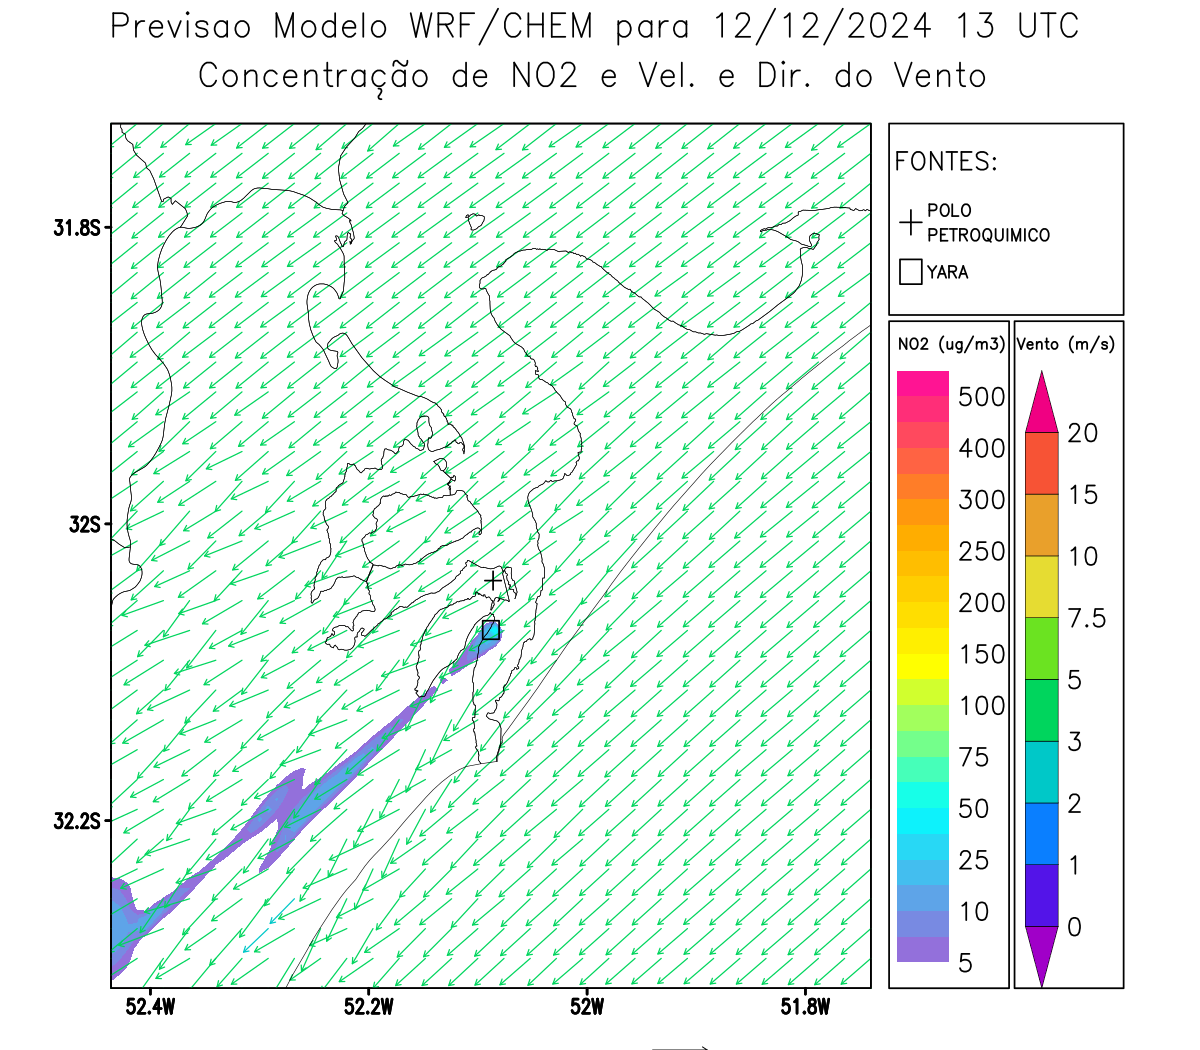 Previsao Modelo WRF/CHEM para 12/12/2024 13 UTC
Concentração de NO2 e Vel. e Dir. do Vento
FONTES:
POLO
PETROQUIMICO
YARA
NO2 (ug/m3)
500
400
300
250
200
150
100
75
50
25
10
5
Vento (m/s)
20
15
10
7.5
5
3
2
1
0
31.8S
32S
32.2S
52.4W
52.2W
52W
51.8W